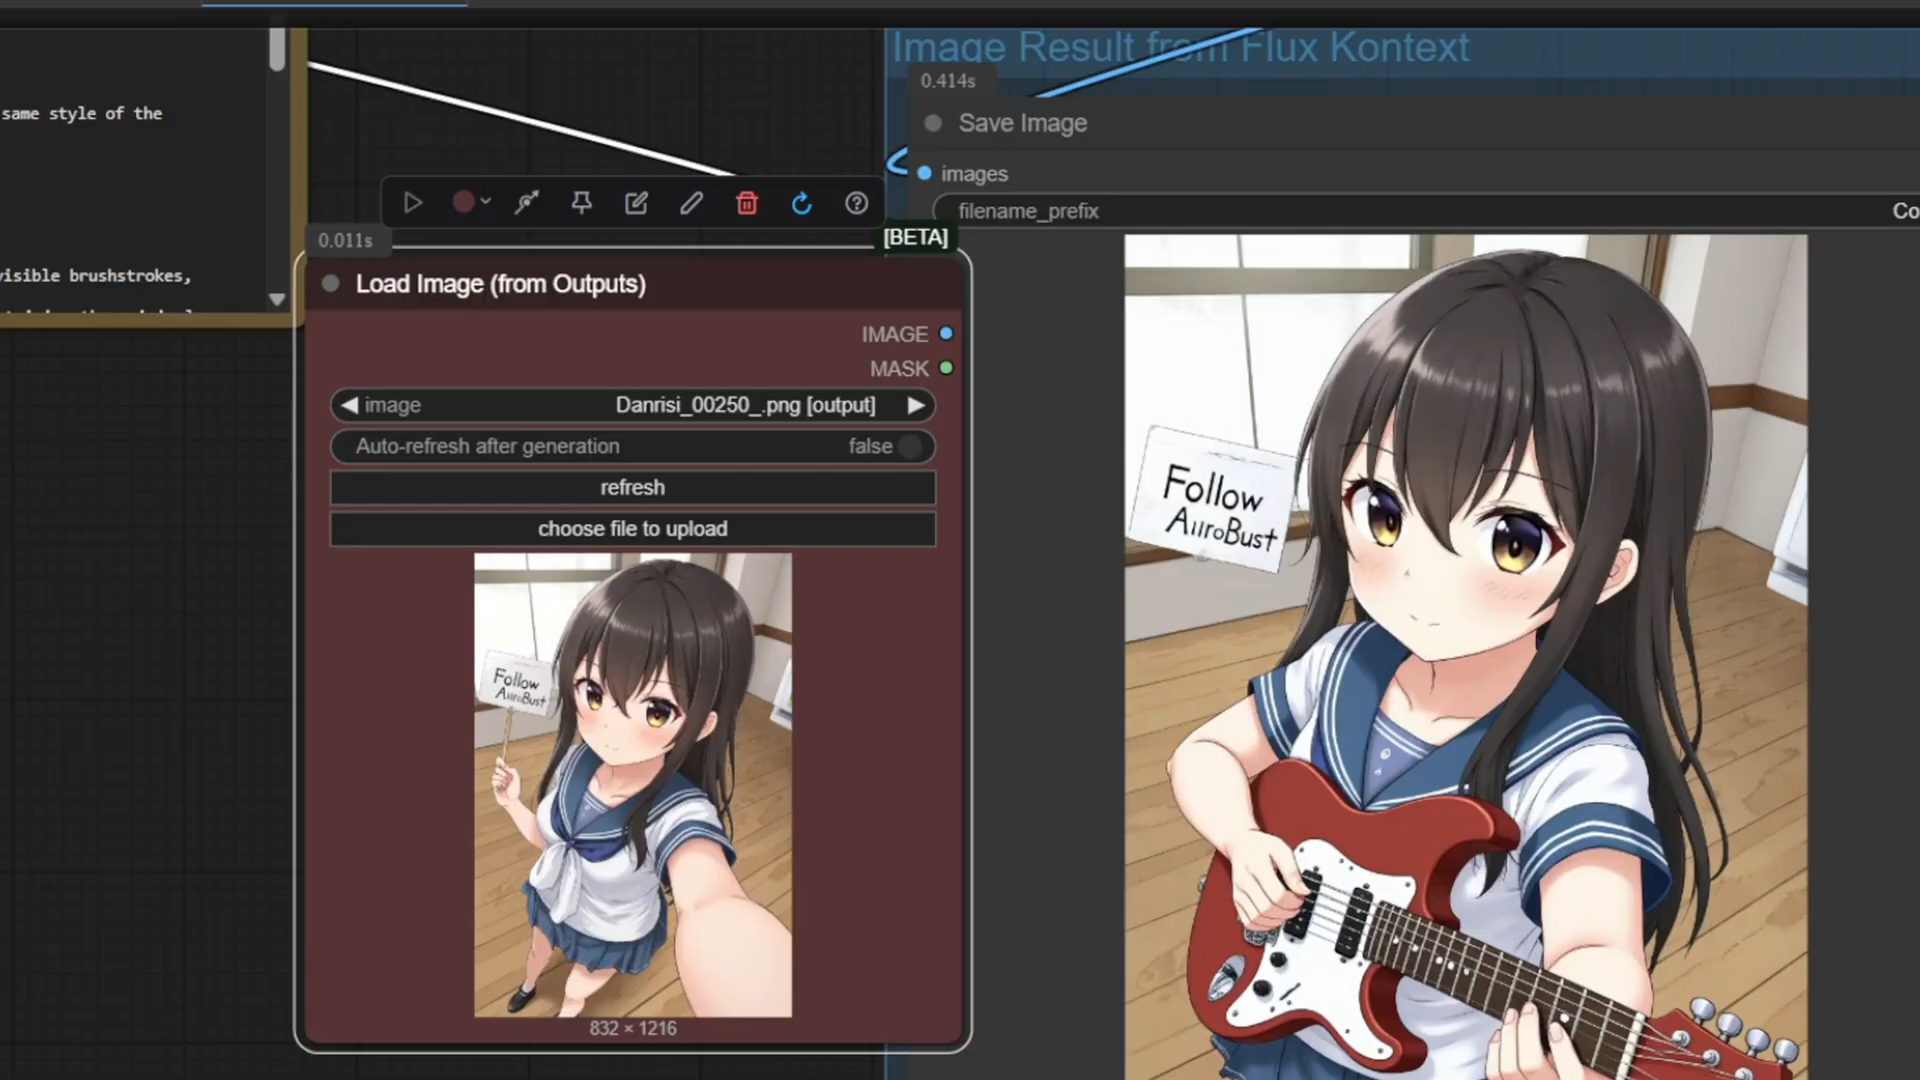 same style of the
visible brushstrokes,
0.011s
[BETA]
Load Image (from Outputs)
IMAGE
MASK
image Danrisi_00250_.png [output]
Auto-refresh after generation false
refresh
choose file to upload
Follow
AiiroBust
832 × 1216
Image Result from Flux Kontext
0.414s
Save Image
images
filename_prefix Co
Follow
AiiroBust